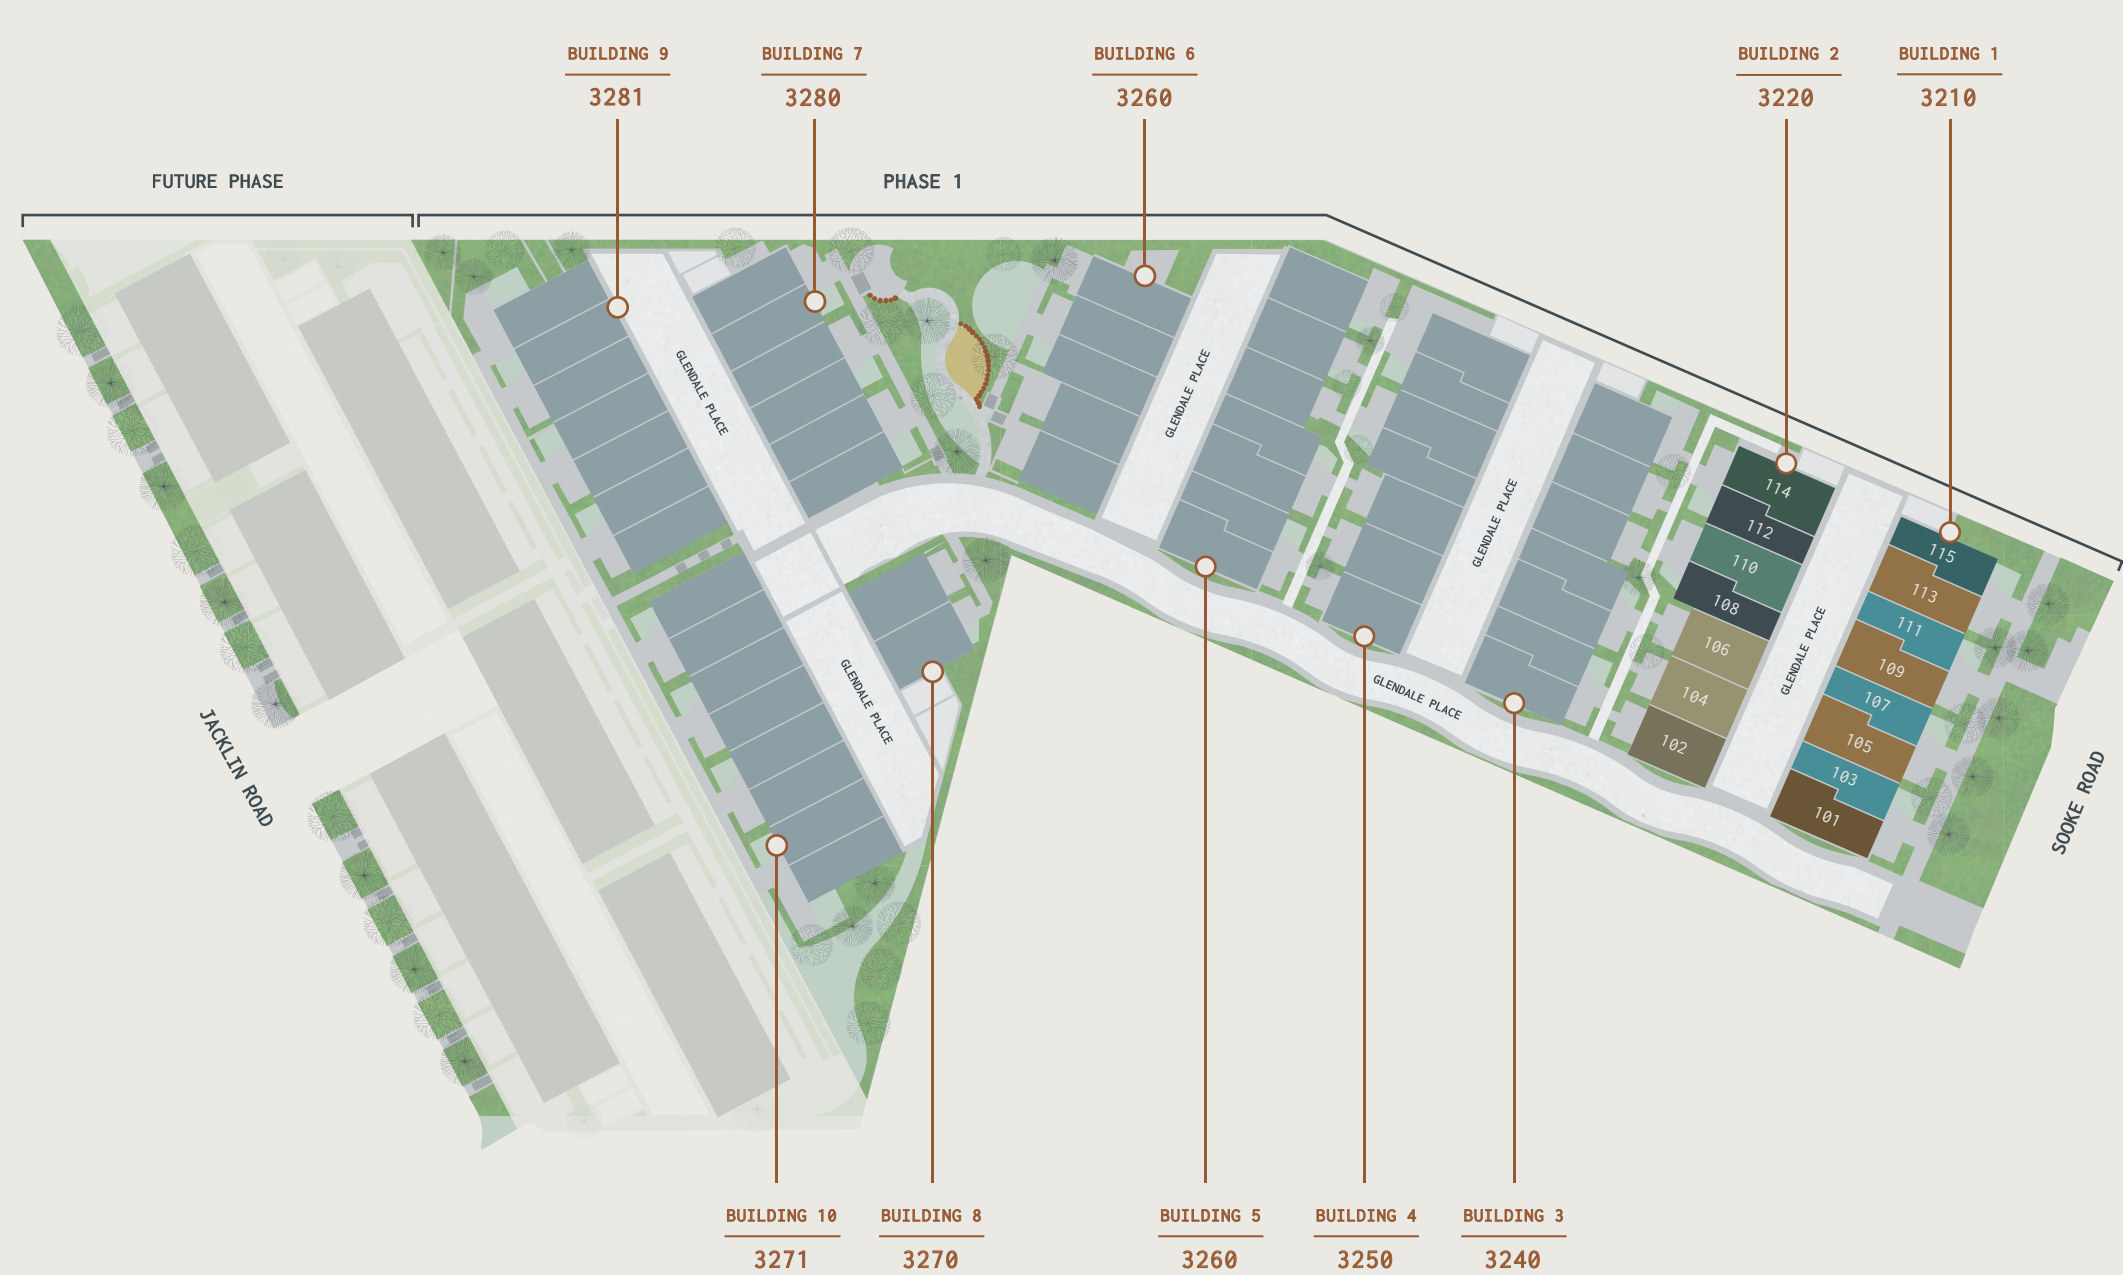 BUILDING 9
3281
BUILDING 7
3280
BUILDING 6
3260
BUILDING 2
3220
BUILDING 1
3210
FUTURE PHASE
PHASE 1
GLENDALE PLACE
GLENDALE PLACE
GLENDALE PLACE
GLENDALE PLACE
GLENDALE PLACE
GLENDALE PLACE
114
112
110
108
106
104
102
115
113
111
109
107
105
103
101
JACKLIN ROAD
SOOKE ROAD
BUILDING 10
3271
BUILDING 8
3270
BUILDING 5
3260
BUILDING 4
3250
BUILDING 3
3240